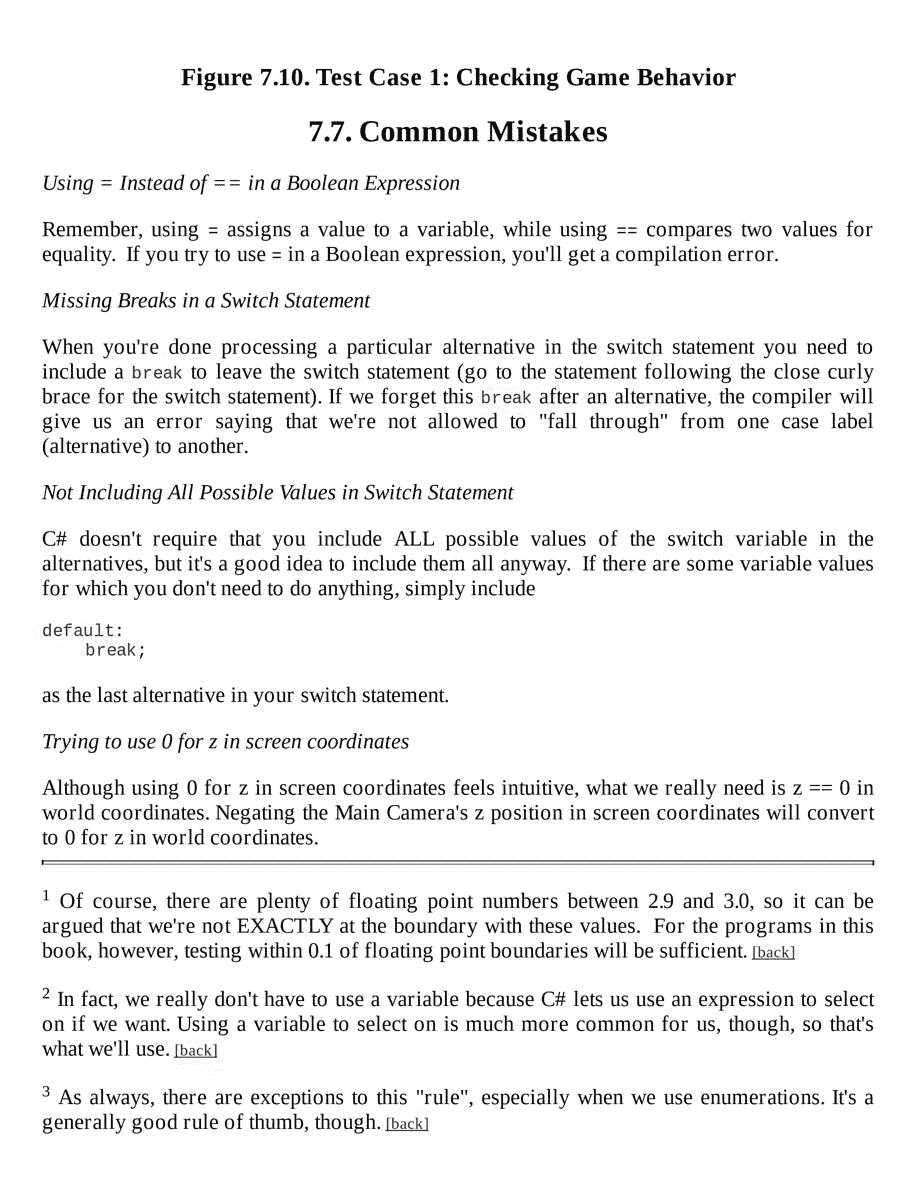 Figure 7.10. Test Case 1: Checking Game Behavior
7.7. Common Mistakes
Using = Instead of == in a Boolean Expression
Remember, using = assigns a value to a variable, while using == compares two values for
equality.  If you try to use = in a Boolean expression, you'll get a compilation error.
Missing Breaks in a Switch Statement
When you're done processing a particular alternative in the switch statement you need to
include a break to leave the switch statement (go to the statement following the close curly
brace for the switch statement). If we forget this break after an alternative, the compiler will
give us an error saying that we're not allowed to "fall through" from one case label
(alternative) to another.
Not Including All Possible Values in Switch Statement
C# doesn't require that you include ALL possible values of the switch variable in the
alternatives, but it's a good idea to include them all anyway.  If there are some variable values
for which you don't need to do anything, simply include
default:
    break;
as the last alternative in your switch statement.
Trying to use 0 for z in screen coordinates
Although using 0 for z in screen coordinates feels intuitive, what we really need is z == 0 in
world coordinates. Negating the Main Camera's z position in screen coordinates will convert
to 0 for z in world coordinates.
1 Of course, there are plenty of floating point numbers between 2.9 and 3.0, so it can be
argued that we're not EXACTLY at the boundary with these values.  For the programs in this
book, however, testing within 0.1 of floating point boundaries will be sufficient. [back]
2 In fact, we really don't have to use a variable because C# lets us use an expression to select
on if we want. Using a variable to select on is much more common for us, though, so that's
what we'll use. [back]
3 As always, there are exceptions to this "rule", especially when we use enumerations. It's a
generally good rule of thumb, though. [back]